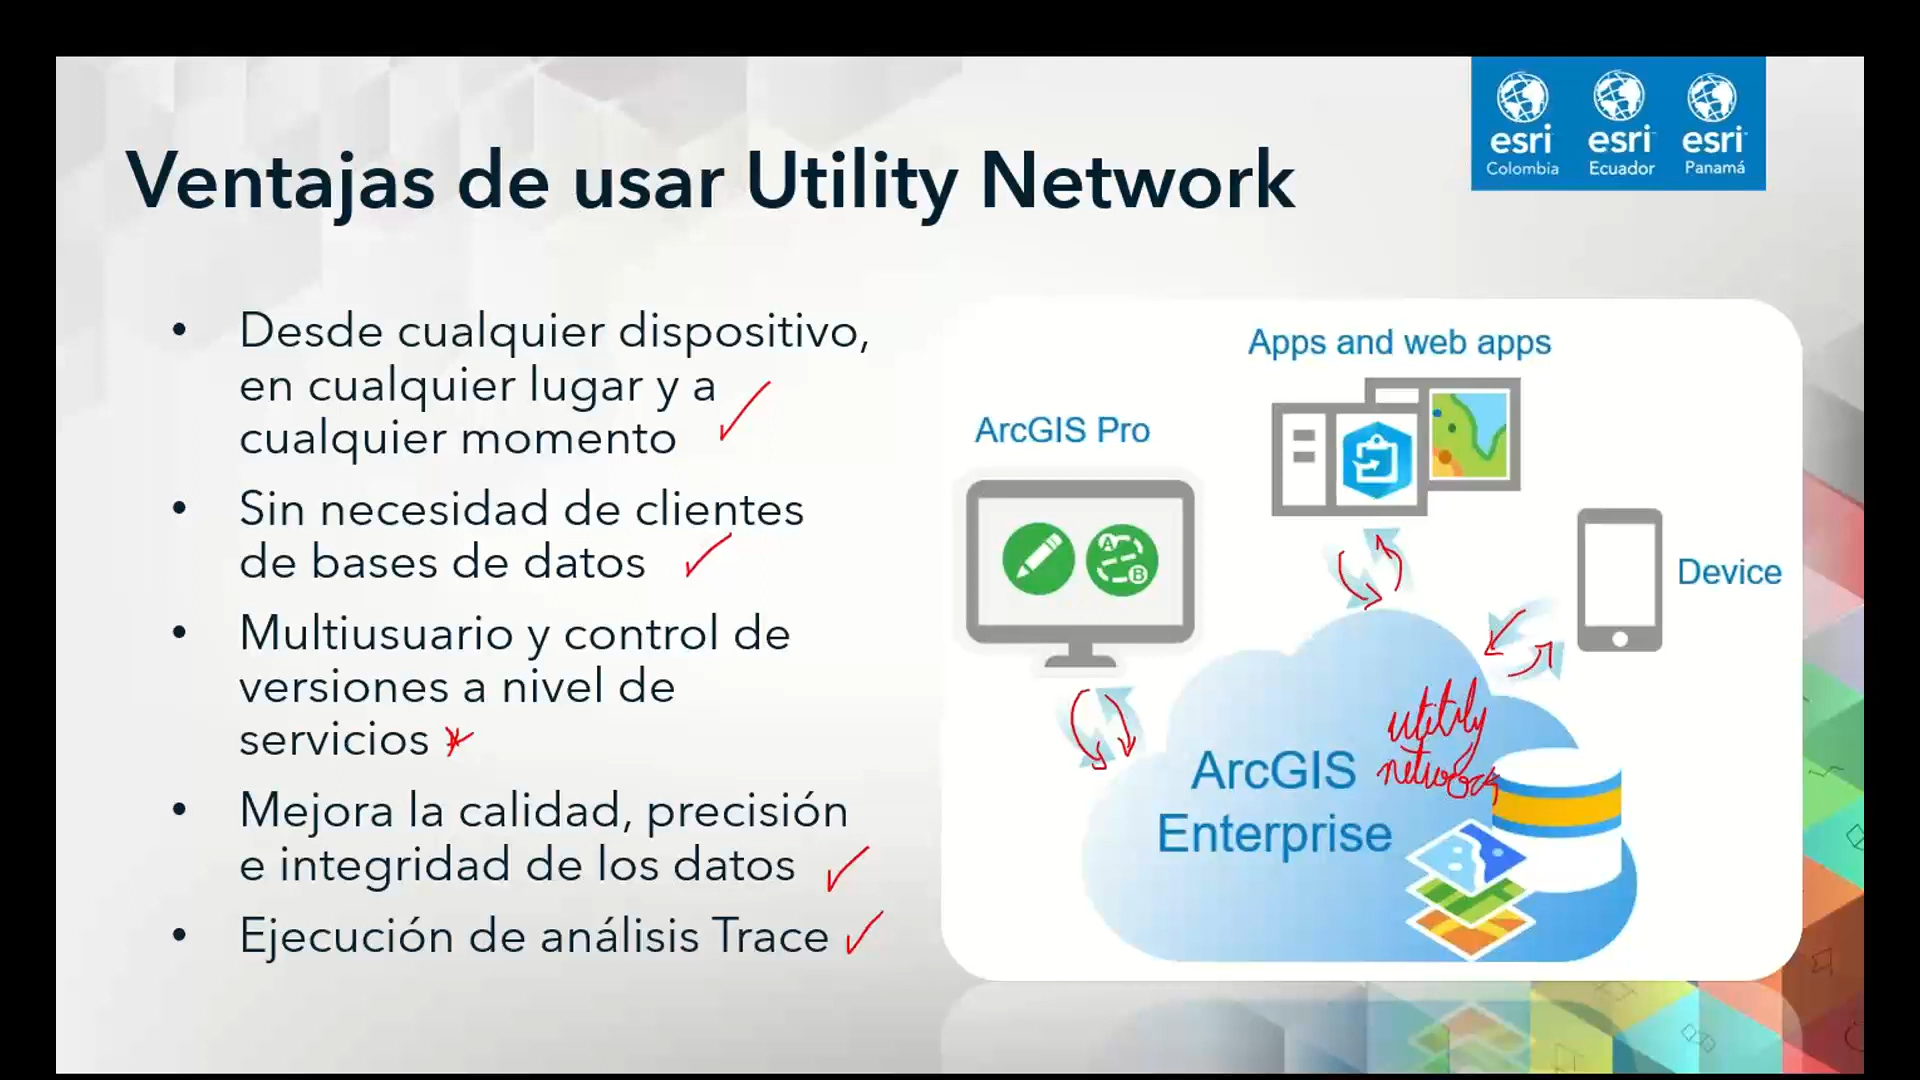 esri esri esri
Colombia Ecuador Panamá
Ventajas de usar Utility Network
• Desde cualquier dispositivo,
en cualquier lugar y a
cualquier momento
• Sin necesidad de clientes
de bases de datos
• Multiusuario y control de
versiones a nivel de
servicios
• Mejora la calidad, precisión
e integridad de los datos
• Ejecución de análisis Trace
Apps and web apps
ArcGIS Pro
A
B
Device
utility
network
ArcGIS
Enterprise